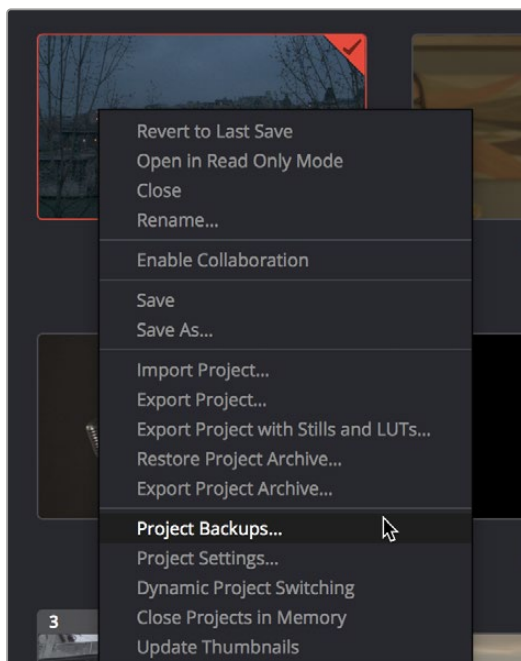 Revert to Last Save
Open in Read Only Mode
Close
Rename...
Enable Collaboration
Save
Save As...
Import Project...
Export Project...
Export Project with Stills and LUTs...
Restore Project Archive...
Export Project Archive...
Project Backups...
Project Settings...
Dynamic Project Switching
Close Projects in Memory
3
Update Thumbnails